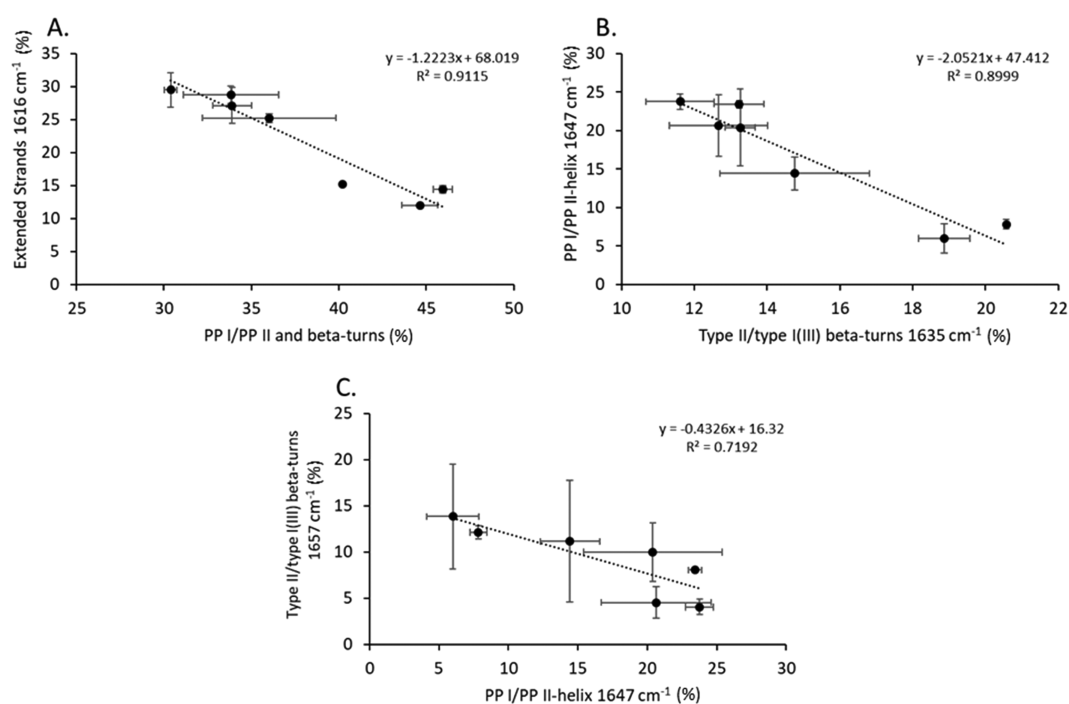 A.
Extended Strands 1616 cm⁻¹ (%)
35
30
25
20
15
10
5
0
y = -1.2223x + 68.019
R² = 0.9115
25
30
35
40
45
50
PP I/PP II and beta-turns (%)
B.
PP I/PP II-helix 1647 cm⁻¹ (%)
30
25
20
15
10
5
0
y = -2.0521x + 47.412
R² = 0.8999
10
12
14
16
18
20
22
Type II/type I(III) beta-turns 1635 cm⁻¹ (%)
C.
Type II/type I(III) beta-turns
1657 cm⁻¹ (%)
25
20
15
10
5
0
y = -0.4326x + 16.32
R² = 0.7192
0
5
10
15
20
25
30
PP I/PP II-helix 1647 cm⁻¹ (%)